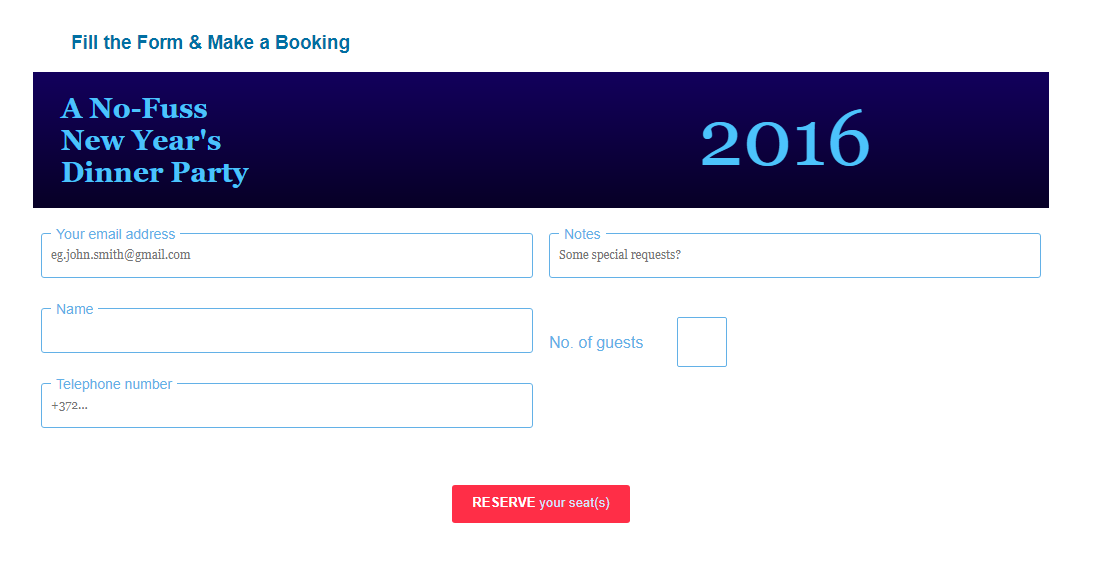 Fill the Form & Make a Booking
A No-Fuss
New Year's
Dinner Party
2016
Your email address
eg.john.smith@gmail.com
Notes
Some special requests?
Name
No. of guests
Telephone number
+372...
RESERVE your seat(s)